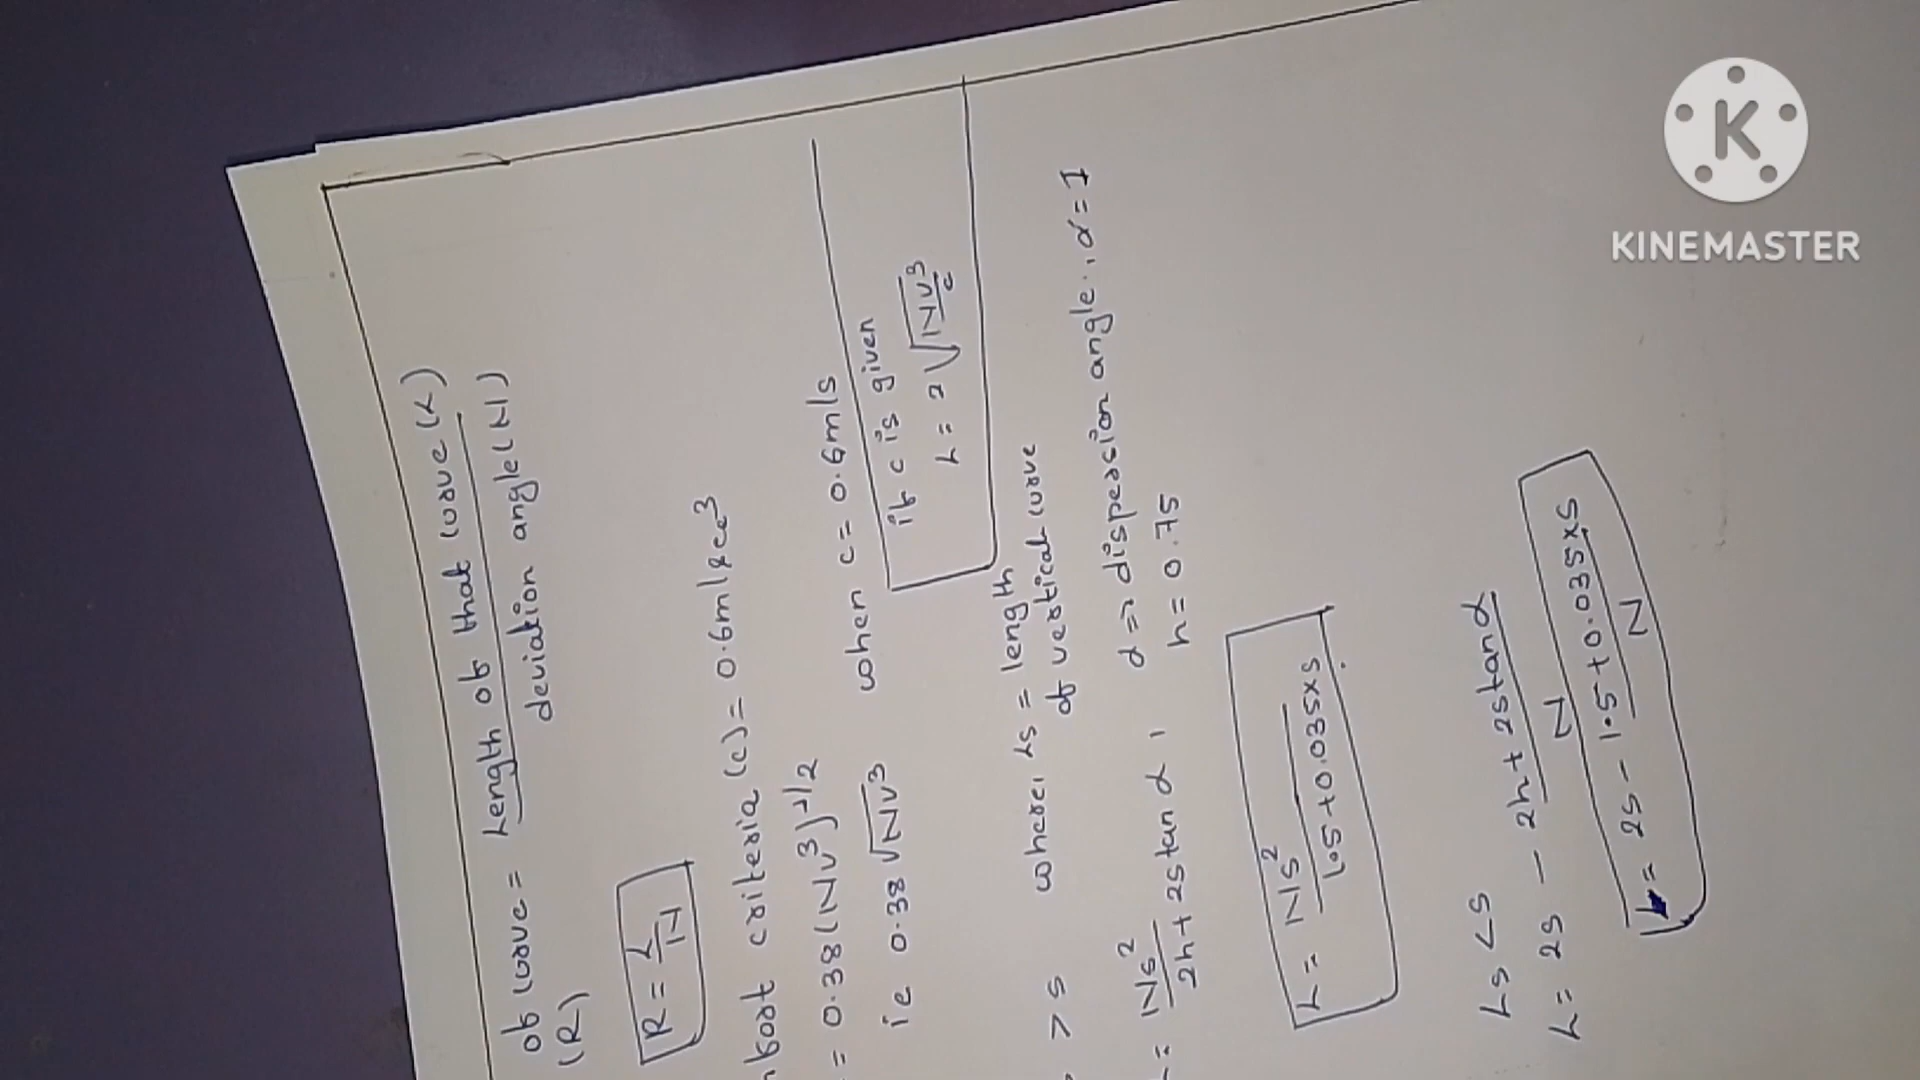 of curve = Length of that curve (L)
(R) deviation angle (N)
R = L/N
mfort criteria (c) = 0.6m/sec³
= 0.38 (Nv³)^1/2
ie 0.38 √Nv³ when c = 0.6m/s
if c is given
L = 2√Nv³/c
> s where, Ls = length
of vertical curve
= Ns²/2h + 2s tan α , α => dispersion angle., α = 1
h = 0.75
L = Ns²/1.5 + 0.035xs
Ls < s
L = 2s - 2h + 2s tan α/N
L = 2s - 1.5 + 0.035xs/N
K
KINEMASTER